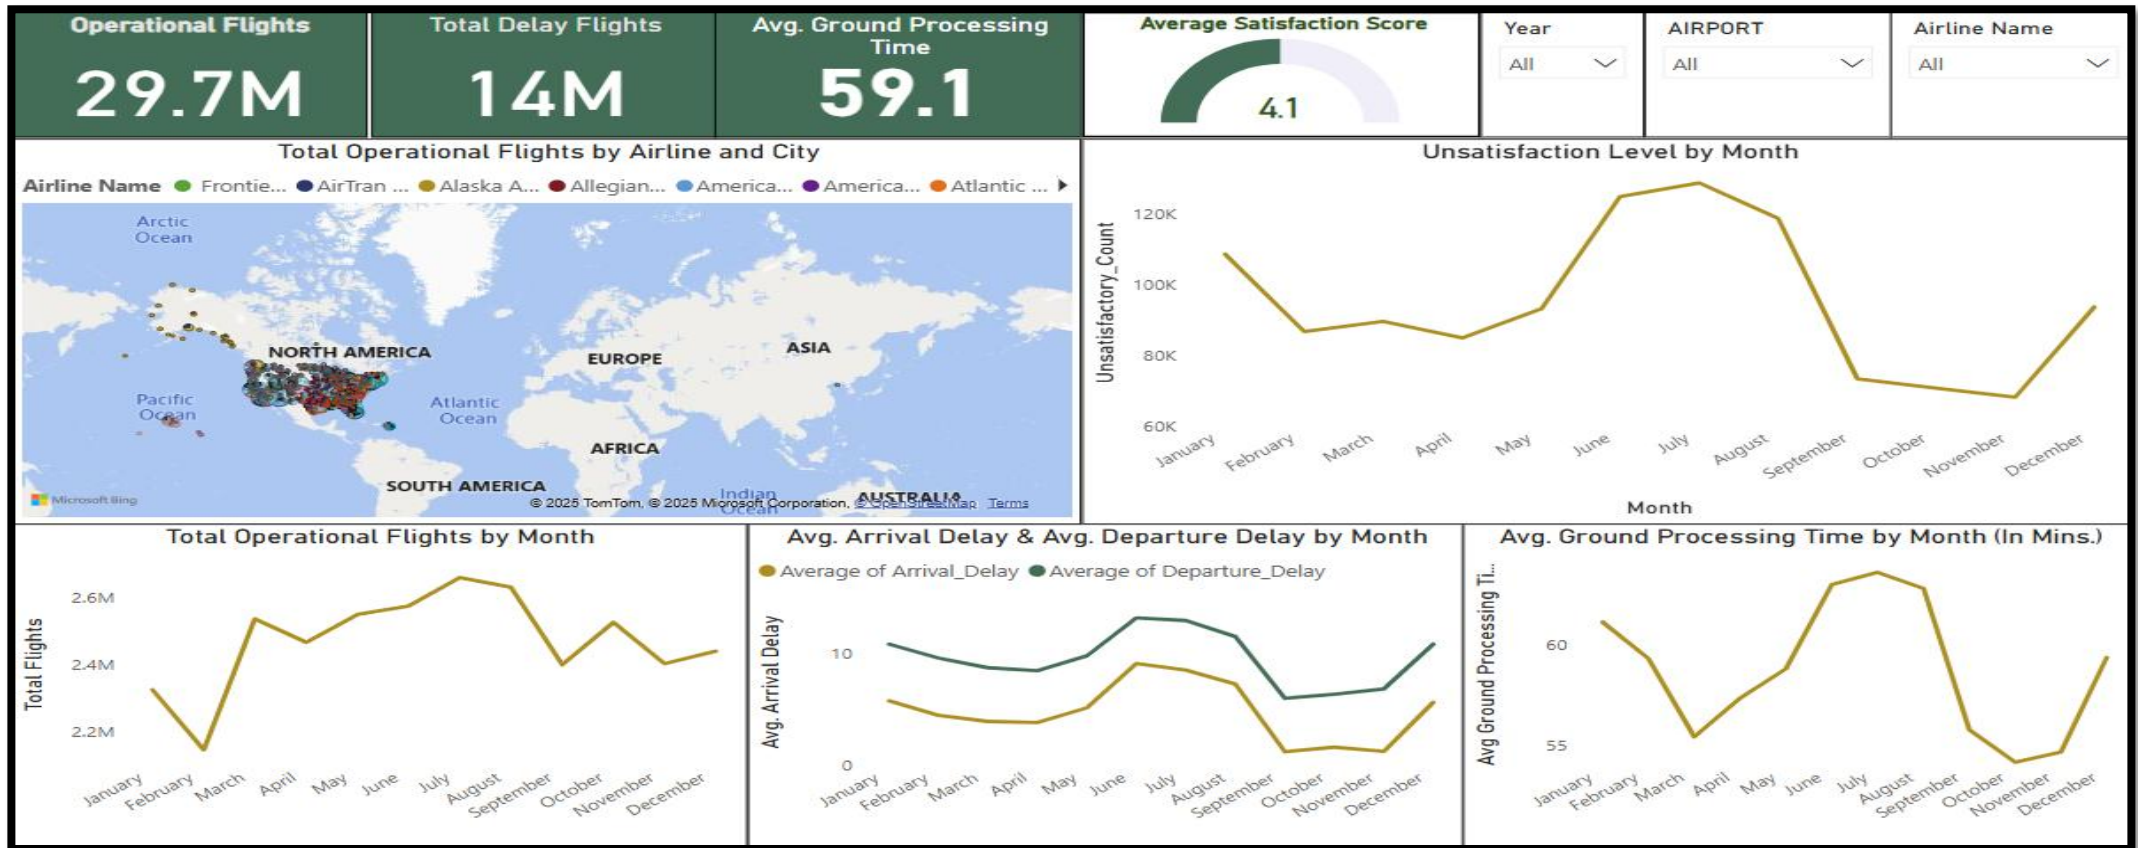 Operational Flights
29.7M
Total Delay Flights
14M
Avg. Ground Processing
Time
59.1
Average Satisfaction Score
4.1
Year
All
AIRPORT
All
Airline Name
All
Total Operational Flights by Airline and City
Airline Name Frontie... AirTran ... Alaska A... Allegian... America... America... Atlantic ...
Arctic
Ocean
NORTH AMERICA
EUROPE
ASIA
Pacific
Ocean
Atlantic
Ocean
AFRICA
SOUTH AMERICA
Indian
Ocean
AUSTRALIA
Microsoft Bing
© 2025 TomTom, © 2025 Microsoft Corporation, © OpenStreetMap Terms
Unsatisfaction Level by Month
Unsatisfactory_Count
120K
100K
80K
60K
January
February
March
April
May
June
July
August
September
October
November
December
Month
Total Operational Flights by Month
Total Flights
2.6M
2.4M
2.2M
January
February
March
April
May
June
July
August
September
October
November
December
Avg. Arrival Delay & Avg. Departure Delay by Month
Average of Arrival_Delay Average of Departure_Delay
Avg. Arrival Delay
10
0
January
February
March
April
May
June
July
August
September
October
November
December
Avg. Ground Processing Time by Month (In Mins.)
Avg Ground Processing Ti...
60
55
January
February
March
April
May
June
July
August
September
October
November
December